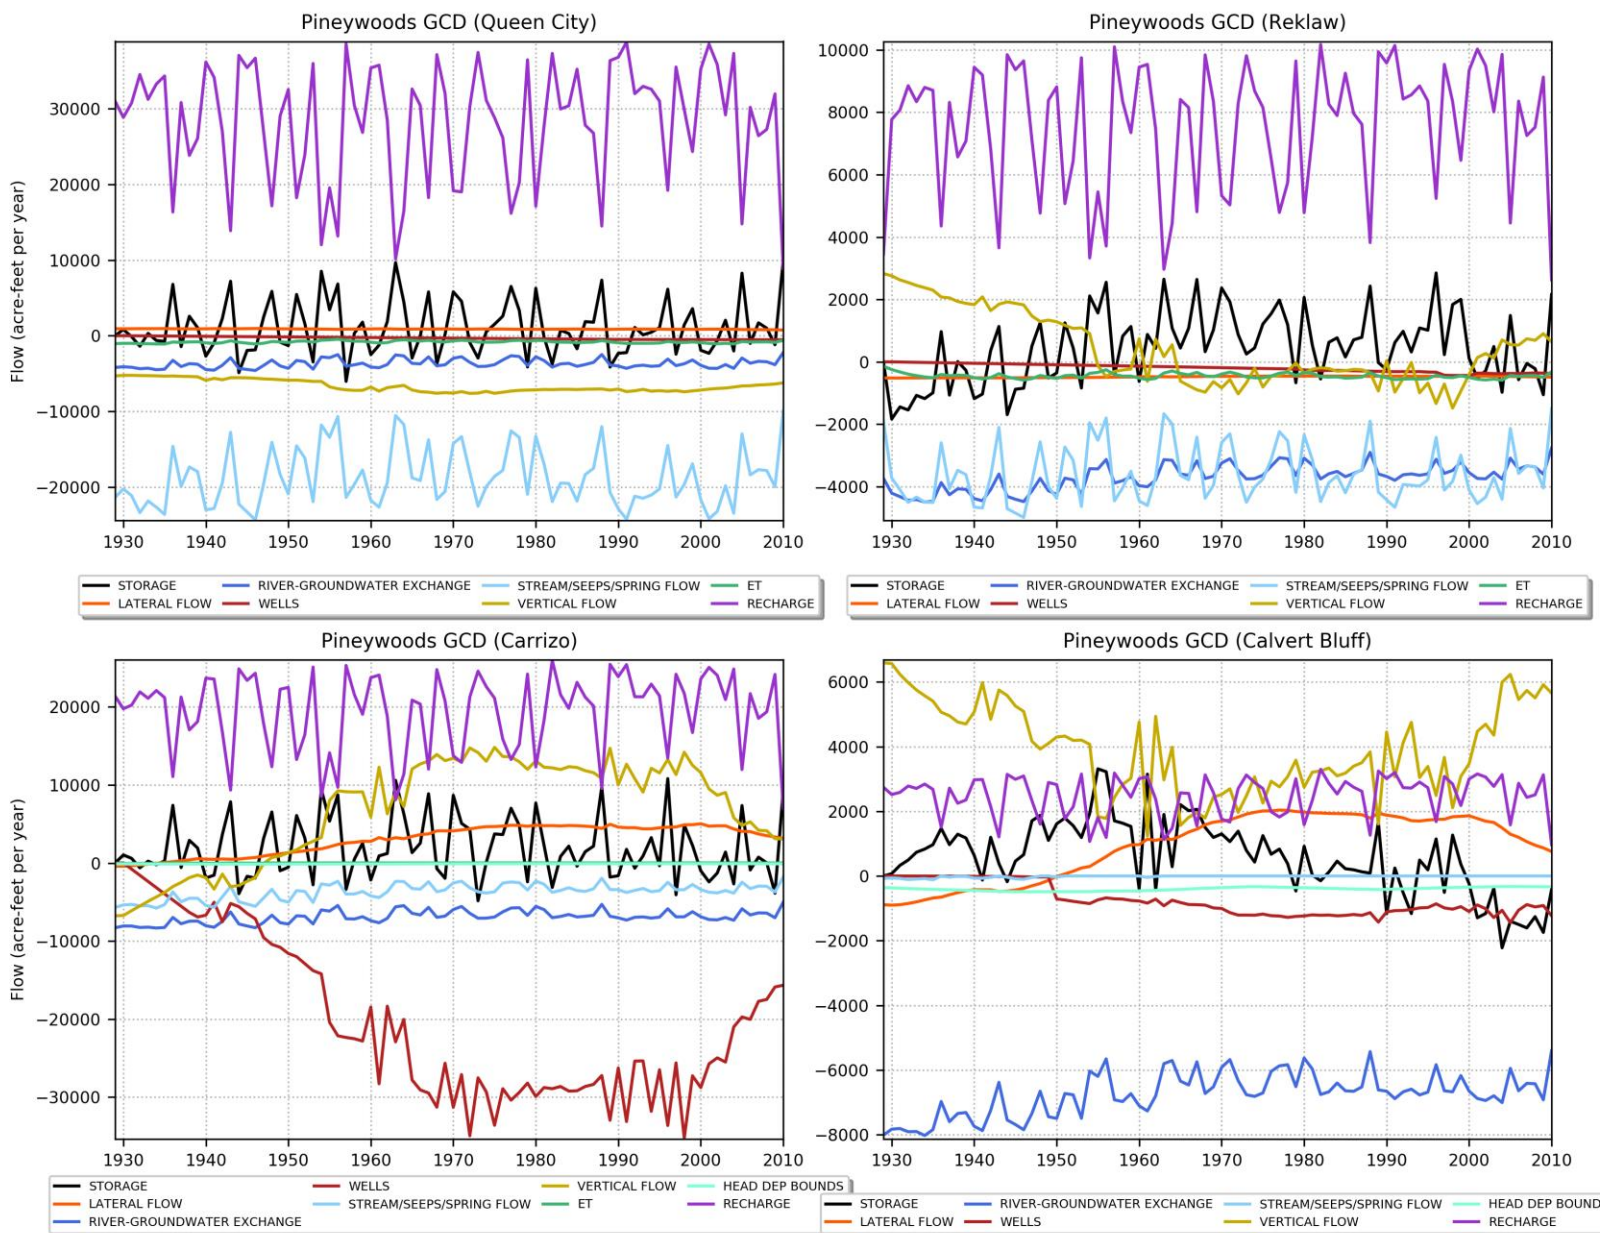 Pineywoods GCD (Queen City)
Flow (acre-feet per year)
30000
20000
10000
0
−10000
−20000
1930 1940 1950 1960 1970 1980 1990 2000 2010
STORAGE RIVER-GROUNDWATER EXCHANGE STREAM/SEEPS/SPRING FLOW ET
LATERAL FLOW WELLS VERTICAL FLOW RECHARGE
Pineywoods GCD (Reklaw)
10000
8000
6000
4000
2000
0
−2000
−4000
1930 1940 1950 1960 1970 1980 1990 2000 2010
STORAGE RIVER-GROUNDWATER EXCHANGE STREAM/SEEPS/SPRING FLOW ET
LATERAL FLOW WELLS VERTICAL FLOW RECHARGE
Pineywoods GCD (Carrizo)
Flow (acre-feet per year)
20000
10000
0
−10000
−20000
−30000
1930 1940 1950 1960 1970 1980 1990 2000 2010
STORAGE WELLS VERTICAL FLOW HEAD DEP BOUNDS
LATERAL FLOW STREAM/SEEPS/SPRING FLOW ET RECHARGE
RIVER-GROUNDWATER EXCHANGE
Pineywoods GCD (Calvert Bluff)
6000
4000
2000
0
−2000
−4000
−6000
−8000
1930 1940 1950 1960 1970 1980 1990 2000 2010
STORAGE RIVER-GROUNDWATER EXCHANGE STREAM/SEEPS/SPRING FLOW HEAD DEP BOUND
LATERAL FLOW WELLS VERTICAL FLOW RECHARGE